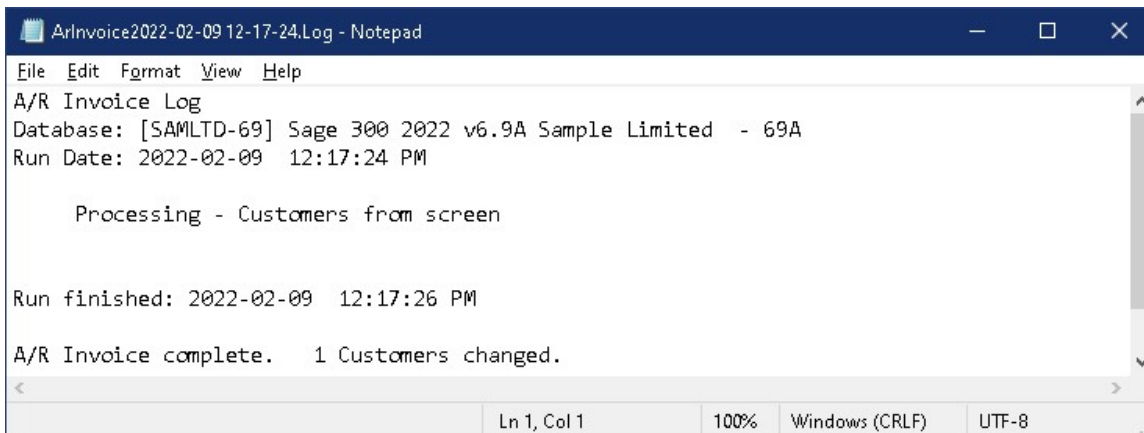 ArInvoice2022-02-09 12-17-24.Log - Notepad
File Edit Format View Help
A/R Invoice Log
Database: [SAMLTD-69] Sage 300 2022 v6.9A Sample Limited - 69A
Run Date: 2022-02-09 12:17:24 PM
Processing - Customers from screen
Run finished: 2022-02-09 12:17:26 PM
A/R Invoice complete. 1 Customers changed.
Ln 1, Col 1 100% Windows (CRLF) UTF-8